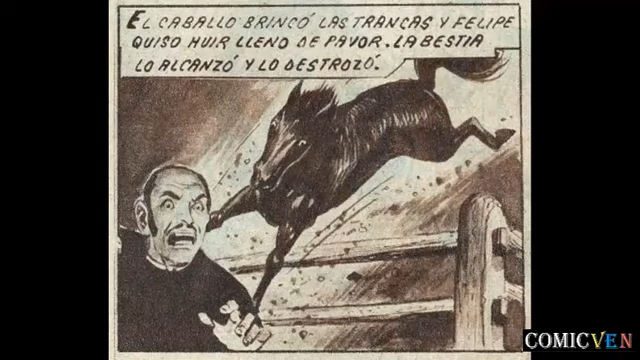 EL CABALLO BRINCÓ LAS TRANCAS Y FELIPE
QUISO HUIR LLENO DE PAVOR. LA BESTIA
LO ALCANZÓ Y LO DESTROZÓ.
COMICVEN